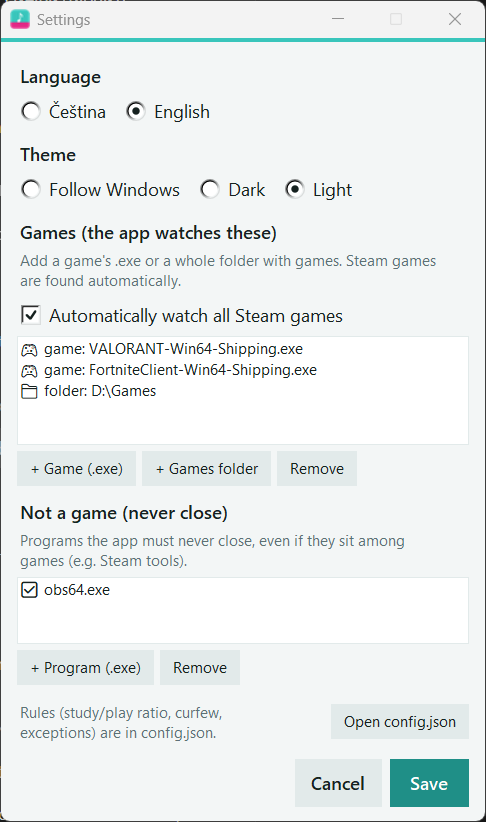 Settings
Language
Čeština English
Theme
Follow Windows Dark Light
Games (the app watches these)
Add a game's .exe or a whole folder with games. Steam games
are found automatically.
Automatically watch all Steam games
game: VALORANT-Win64-Shipping.exe
game: FortniteClient-Win64-Shipping.exe
folder: D:\Games
+ Game (.exe) + Games folder Remove
Not a game (never close)
Programs the app must never close, even if they sit among
games (e.g. Steam tools).
obs64.exe
+ Program (.exe) Remove
Rules (study/play ratio, curfew,
exceptions) are in config.json.
Open config.json
Cancel Save